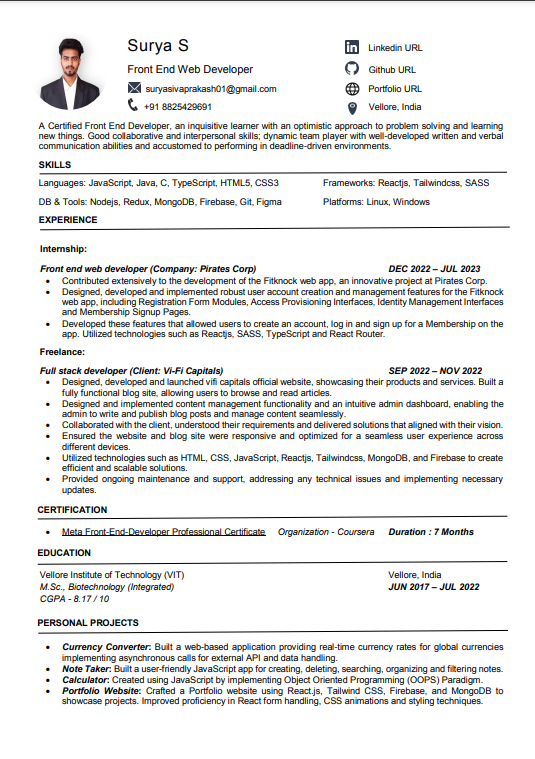 Surya S
Front End Web Developer
suryasivaprakash01@gmail.com
+91 8825429691
Linkedin URL
Github URL
Portfolio URL
Vellore, India
A Certified Front End Developer, an inquisitive learner with an optimistic approach to problem solving and learning
new things. Good collaborative and interpersonal skills; dynamic team player with well-developed written and verbal
communication abilities and accustomed to performing in deadline-driven environments.
SKILLS
Languages: JavaScript, Java, C, TypeScript, HTML5, CSS3 Frameworks: Reactjs, Tailwindcss, SASS
DB & Tools: Nodejs, Redux, MongoDB, Firebase, Git, Figma Platforms: Linux, Windows
EXPERIENCE
Internship:
Front end web developer (Company: Pirates Corp) DEC 2022 – JUL 2023
• Contributed extensively to the development of the Fitknock web app, an innovative project at Pirates Corp.
• Designed, developed and implemented robust user account creation and management features for the Fitknock
web app, including Registration Form Modules, Access Provisioning Interfaces, Identity Management Interfaces
and Membership Signup Pages.
• Developed these features that allowed users to create an account, log in and sign up for a Membership on the
app. Utilized technologies such as Reactjs, SASS, TypeScript and React Router.
Freelance:
Full stack developer (Client: Vi-Fi Capitals) SEP 2022 – NOV 2022
• Designed, developed and launched vifi capitals official website, showcasing their products and services. Built a
fully functional blog site, allowing users to browse and read articles.
• Designed and implemented content management functionality and an intuitive admin dashboard, enabling the
admin to write and publish blog posts and manage content seamlessly.
• Collaborated with the client, understood their requirements and delivered solutions that aligned with their vision.
• Ensured the website and blog site were responsive and optimized for a seamless user experience across
different devices.
• Utilized technologies such as HTML, CSS, JavaScript, Reactjs, Tailwindcss, MongoDB, and Firebase to create
efficient and scalable solutions.
• Provided ongoing maintenance and support, addressing any technical issues and implementing necessary
updates.
CERTIFICATION
• Meta Front-End-Developer Professional Certificate Organization - Coursera Duration : 7 Months
EDUCATION
Vellore Institute of Technology (VIT) Vellore, India
M.Sc., Biotechnology (Integrated) JUN 2017 – JUL 2022
CGPA - 8.17 / 10
PERSONAL PROJECTS
• Currency Converter: Built a web-based application providing real-time currency rates for global currencies
implementing asynchronous calls for external API and data handling.
• Note Taker: Built a user-friendly JavaScript app for creating, deleting, searching, organizing and filtering notes.
• Calculator: Created using JavaScript by implementing Object Oriented Programming (OOPS) Paradigm.
• Portfolio Website: Crafted a Portfolio website using React.js, Tailwind CSS, Firebase, and MongoDB to
showcase projects. Improved proficiency in React form handling, CSS animations and styling techniques.